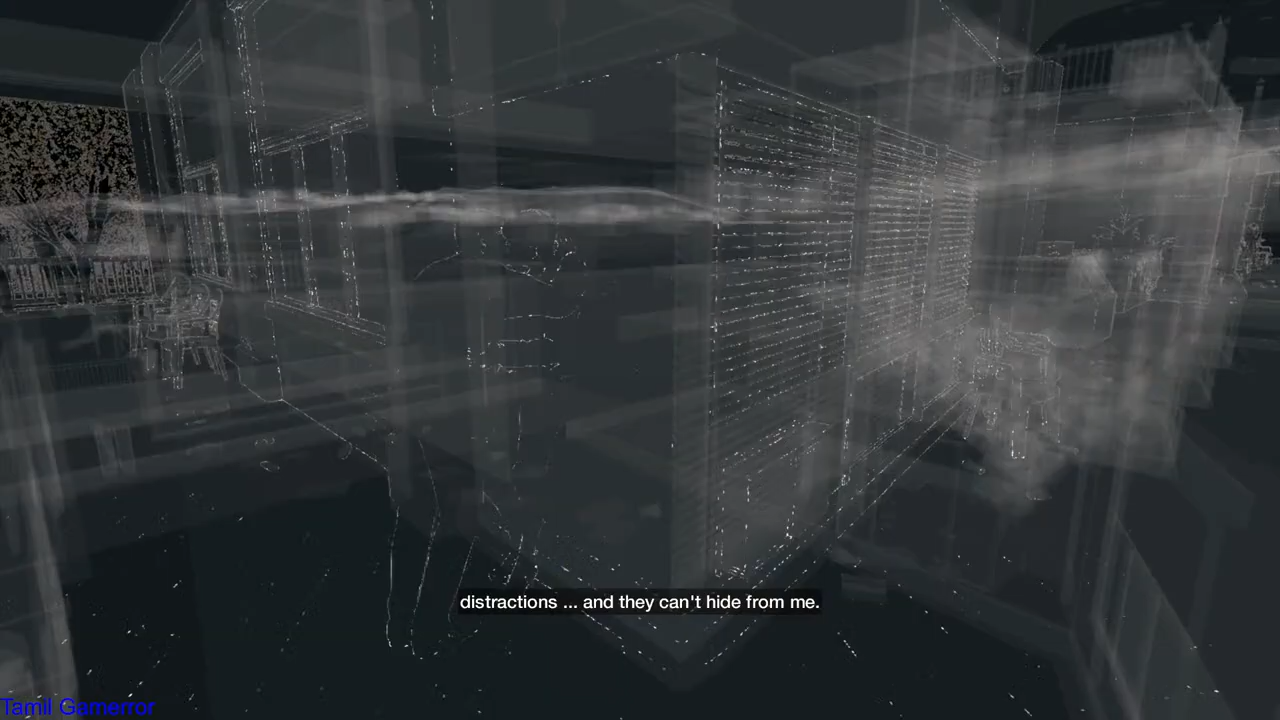 distractions ... and they can't hide from me.
Tamil Gamerror